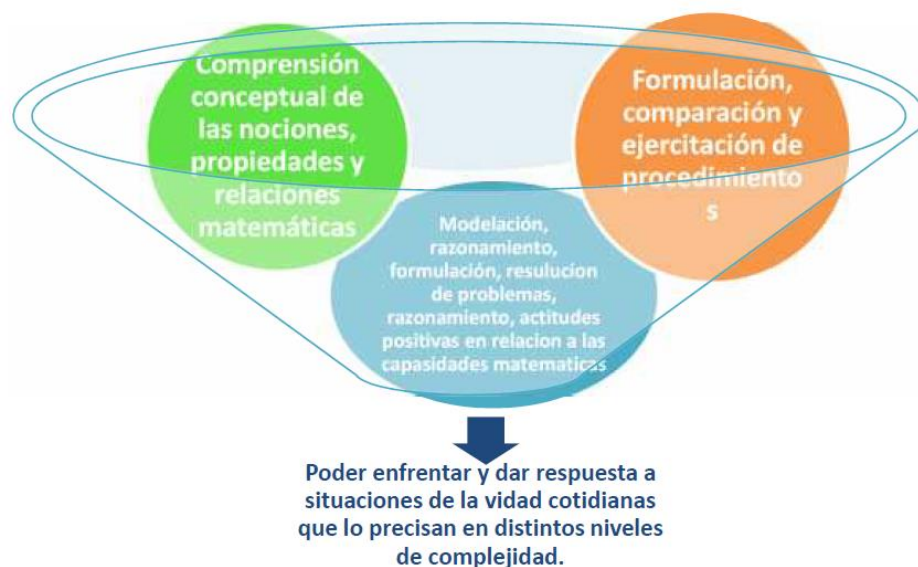 Comprensión
conceptual de
las nociones,
propiedades y
relaciones
matemáticas
Formulación,
comparación y
ejercitación de
procedimiento
s
Modelación,
razonamiento,
formulación, resulucion
de problemas,
razonamiento, actitudes
positivas en relacion a las
capasidades matematicas
Poder enfrentar y dar respuesta a
situaciones de la vidad cotidianas
que lo precisan en distintos niveles
de complejidad.